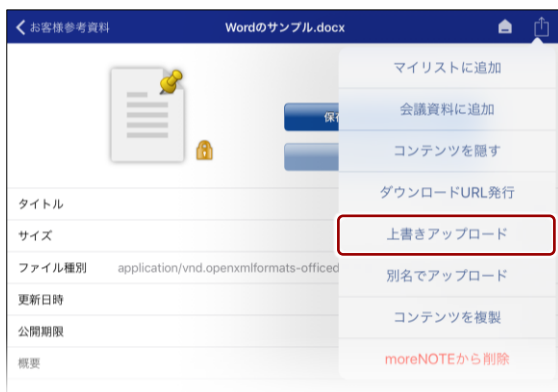 お客様参考資料
Wordのサンプル.docx
マイリストに追加
会議資料に追加
保存
コンテンツを隠す
ダウンロードURL発行
タイトル
上書きアップロード
サイズ
ファイル種別
application/vnd.openxmlformats-officed
別名でアップロード
更新日時
コンテンツを複製
公開期限
概要
moreNOTEから削除